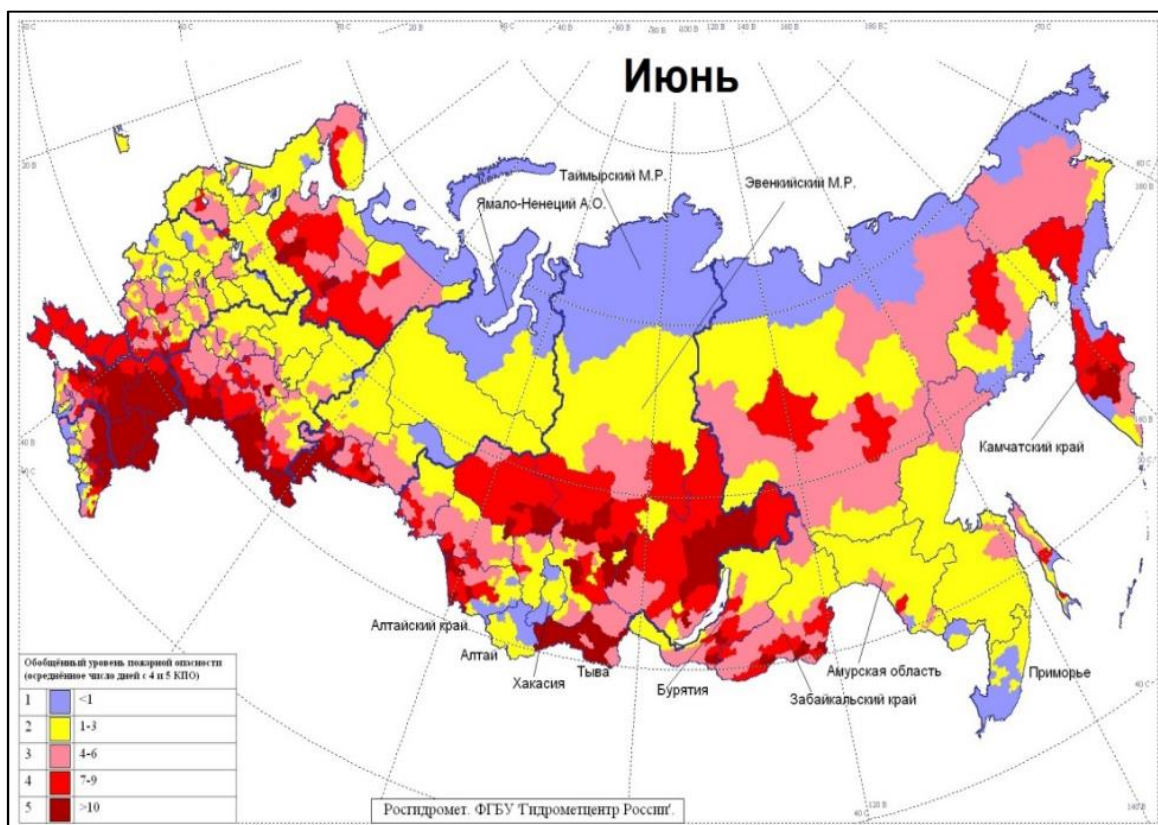 Июнь
Таймырский М.Р.
Эвенкийский М.Р.
Ямало-Ненеций А.О.
Камчатский край
Алтайский край
Алтай
Хакасия
Тыва
Бурятия
Забайкальский край
Амурская область
Приморье
Обобщённый уровень пожарной опасности
(осреднённое число дней с 4 и 5 КПО)
1 <1
2 1-3
3 4-6
4 7-9
5 >10
Росгидромет. ФГБУ 'Гидрометцентр России'.